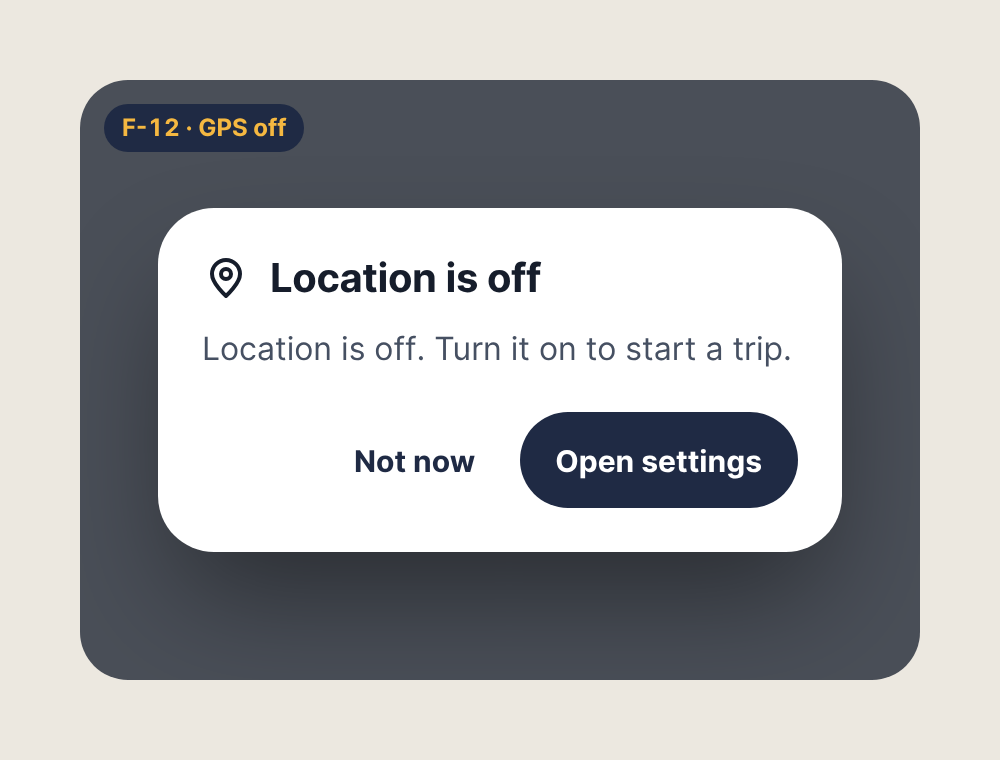 F-12 · GPS off
Location is off
Location is off. Turn it on to start a trip.
Not now
Open settings